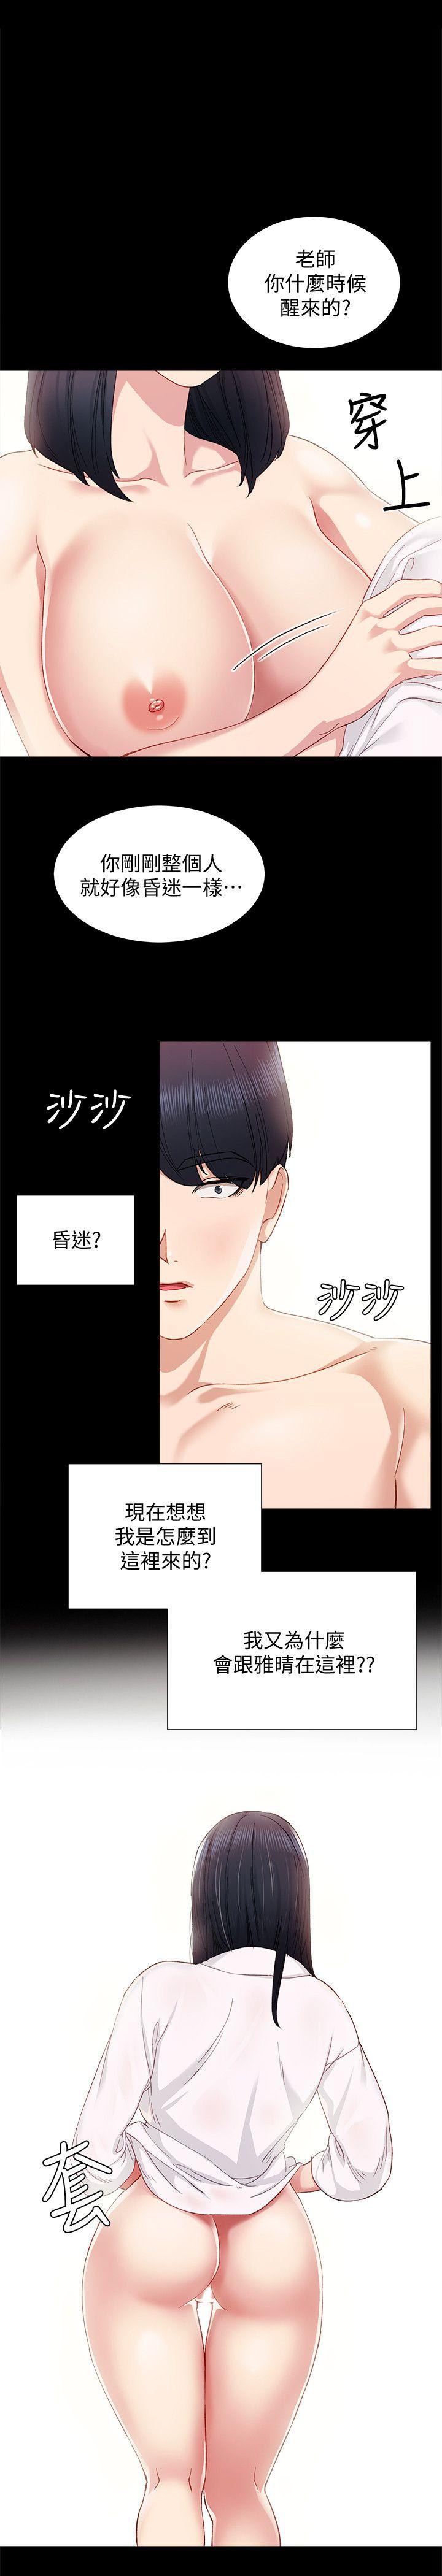 老師
你什麼時候
醒來的?
穿
上
你剛剛整個人
就好像昏迷一樣…
沙沙
昏迷?
沙沙
現在想想
我是怎麼到
這裡來的?
我又為什麼
會跟雅晴在這裡??
套